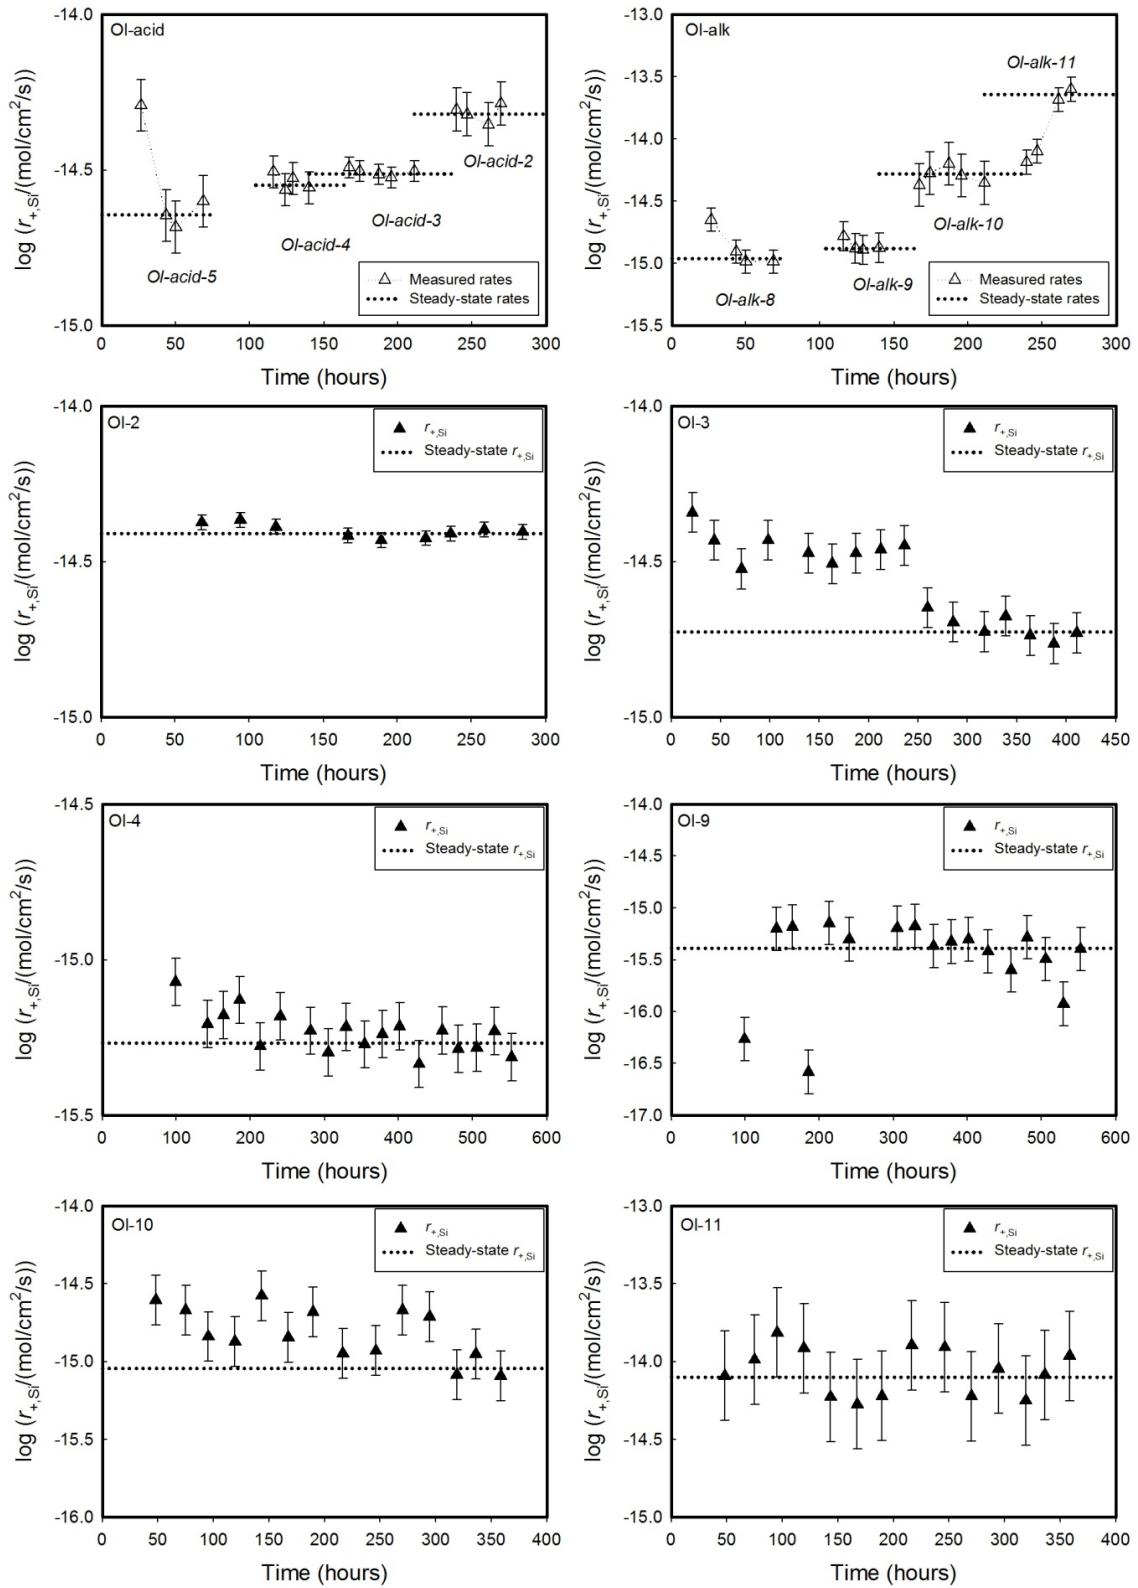 Ol-acid
log (r+,Si/(mol/cm2/s))
-14.0
-14.5
-15.0
Ol-acid-5
Ol-acid-4
Ol-acid-3
Ol-acid-2
Measured rates
Steady-state rates
0 50 100 150 200 250 300
Time (hours)
Ol-alk
log (r+,Si/(mol/cm2/s))
-13.0
-13.5
-14.0
-14.5
-15.0
-15.5
Ol-alk-8
Ol-alk-9
Ol-alk-10
Ol-alk-11
Measured rates
Steady-state rates
0 50 100 150 200 250 300
Time (hours)
Ol-2
log (r+,Si/(mol/cm2/s))
-14.0
-14.5
-15.0
r+,Si
Steady-state r+,Si
0 50 100 150 200 250 300
Time (hours)
Ol-3
log (r+,Si/(mol/cm2/s))
-14.0
-14.5
-15.0
r+,Si
Steady-state r+,Si
0 50 100 150 200 250 300 350 400 450
Time (hours)
Ol-4
log (r+,Si/(mol/cm2/s))
-14.5
-15.0
-15.5
r+,Si
Steady-state r+,Si
0 100 200 300 400 500 600
Time (hours)
Ol-9
log (r+,Si/(mol/cm2/s))
-14.0
-14.5
-15.0
-15.5
-16.0
-16.5
-17.0
r+,Si
Steady-state r+,Si
0 100 200 300 400 500 600
Time (hours)
Ol-10
log (r+,Si/(mol/cm2/s))
-14.0
-14.5
-15.0
-15.5
-16.0
r+,Si
Steady-state r+,Si
0 50 100 150 200 250 300 350 400
Time (hours)
Ol-11
log (r+,Si/(mol/cm2/s))
-13.0
-13.5
-14.0
-14.5
-15.0
r+,Si
Steady-state r+,Si
0 50 100 150 200 250 300 350 400
Time (hours)